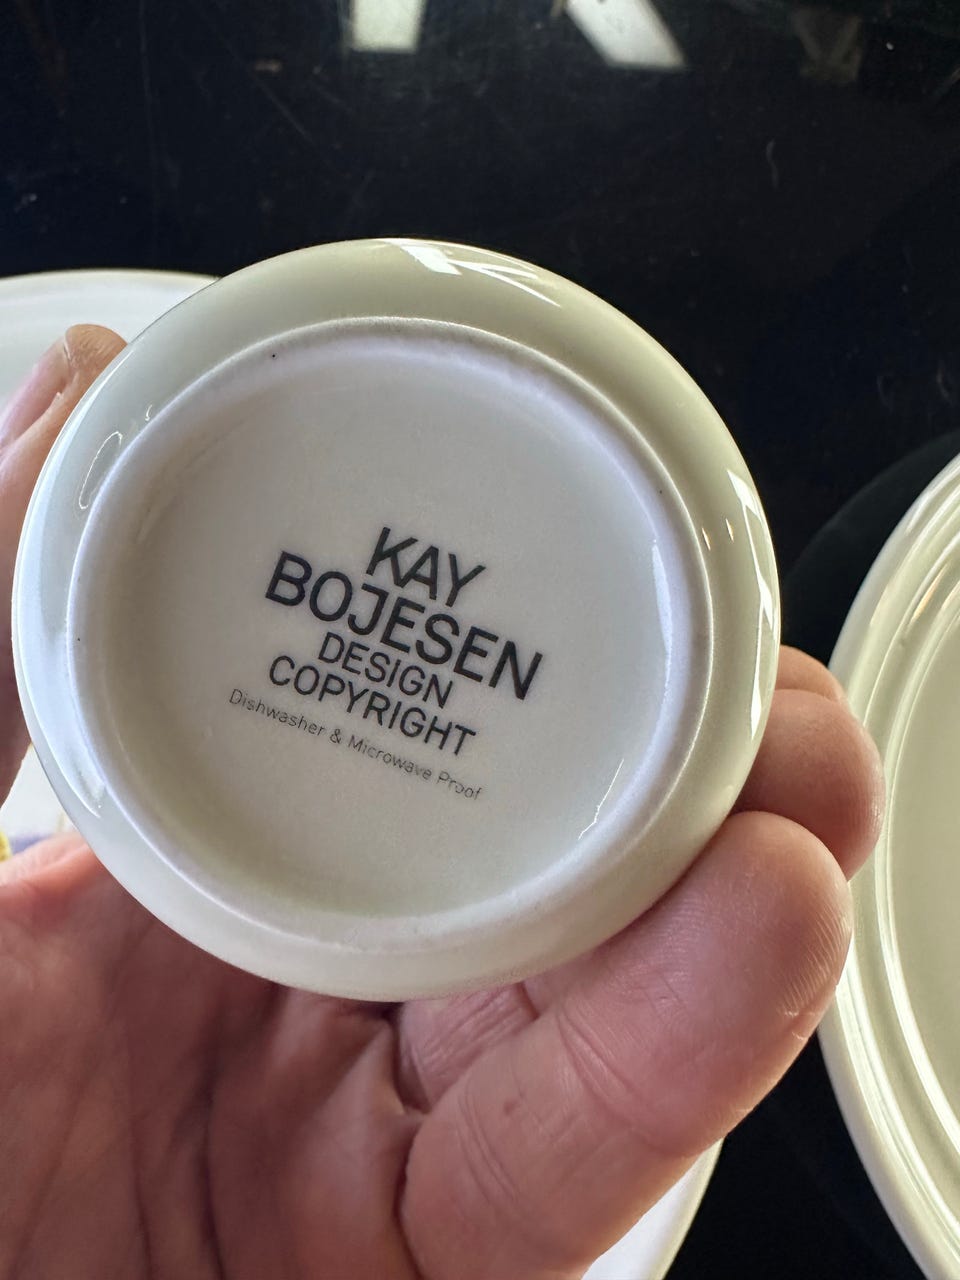 KAY
BOJESEN
DESIGN
COPYRIGHT
Dishwasher & Microwave Proof